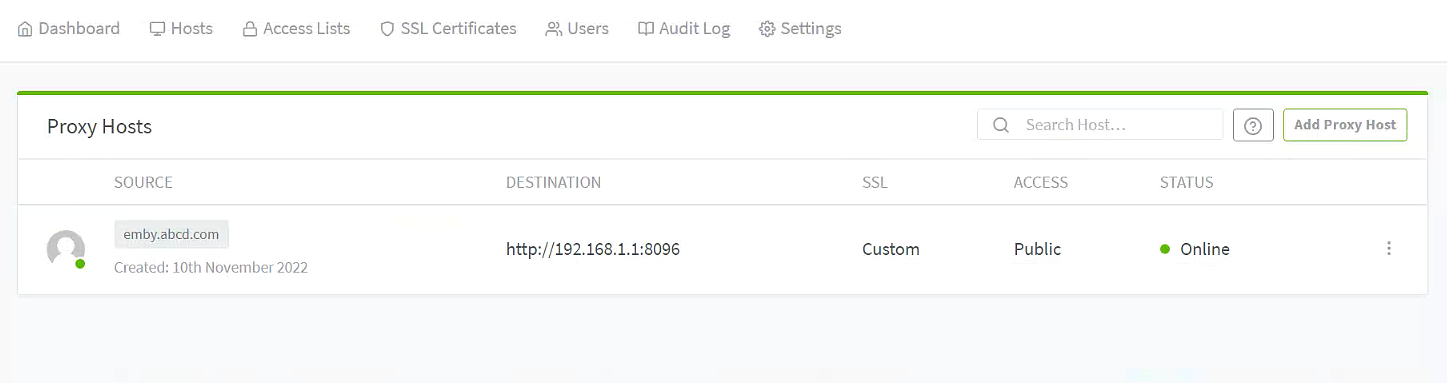 Dashboard Hosts Access Lists SSL Certificates Users Audit Log Settings
Proxy Hosts Search Host... Add Proxy Host
SOURCE DESTINATION SSL ACCESS STATUS
emby.abcd.com
http://192.168.1.1:8096 Custom Public Online
Created: 10th November 2022